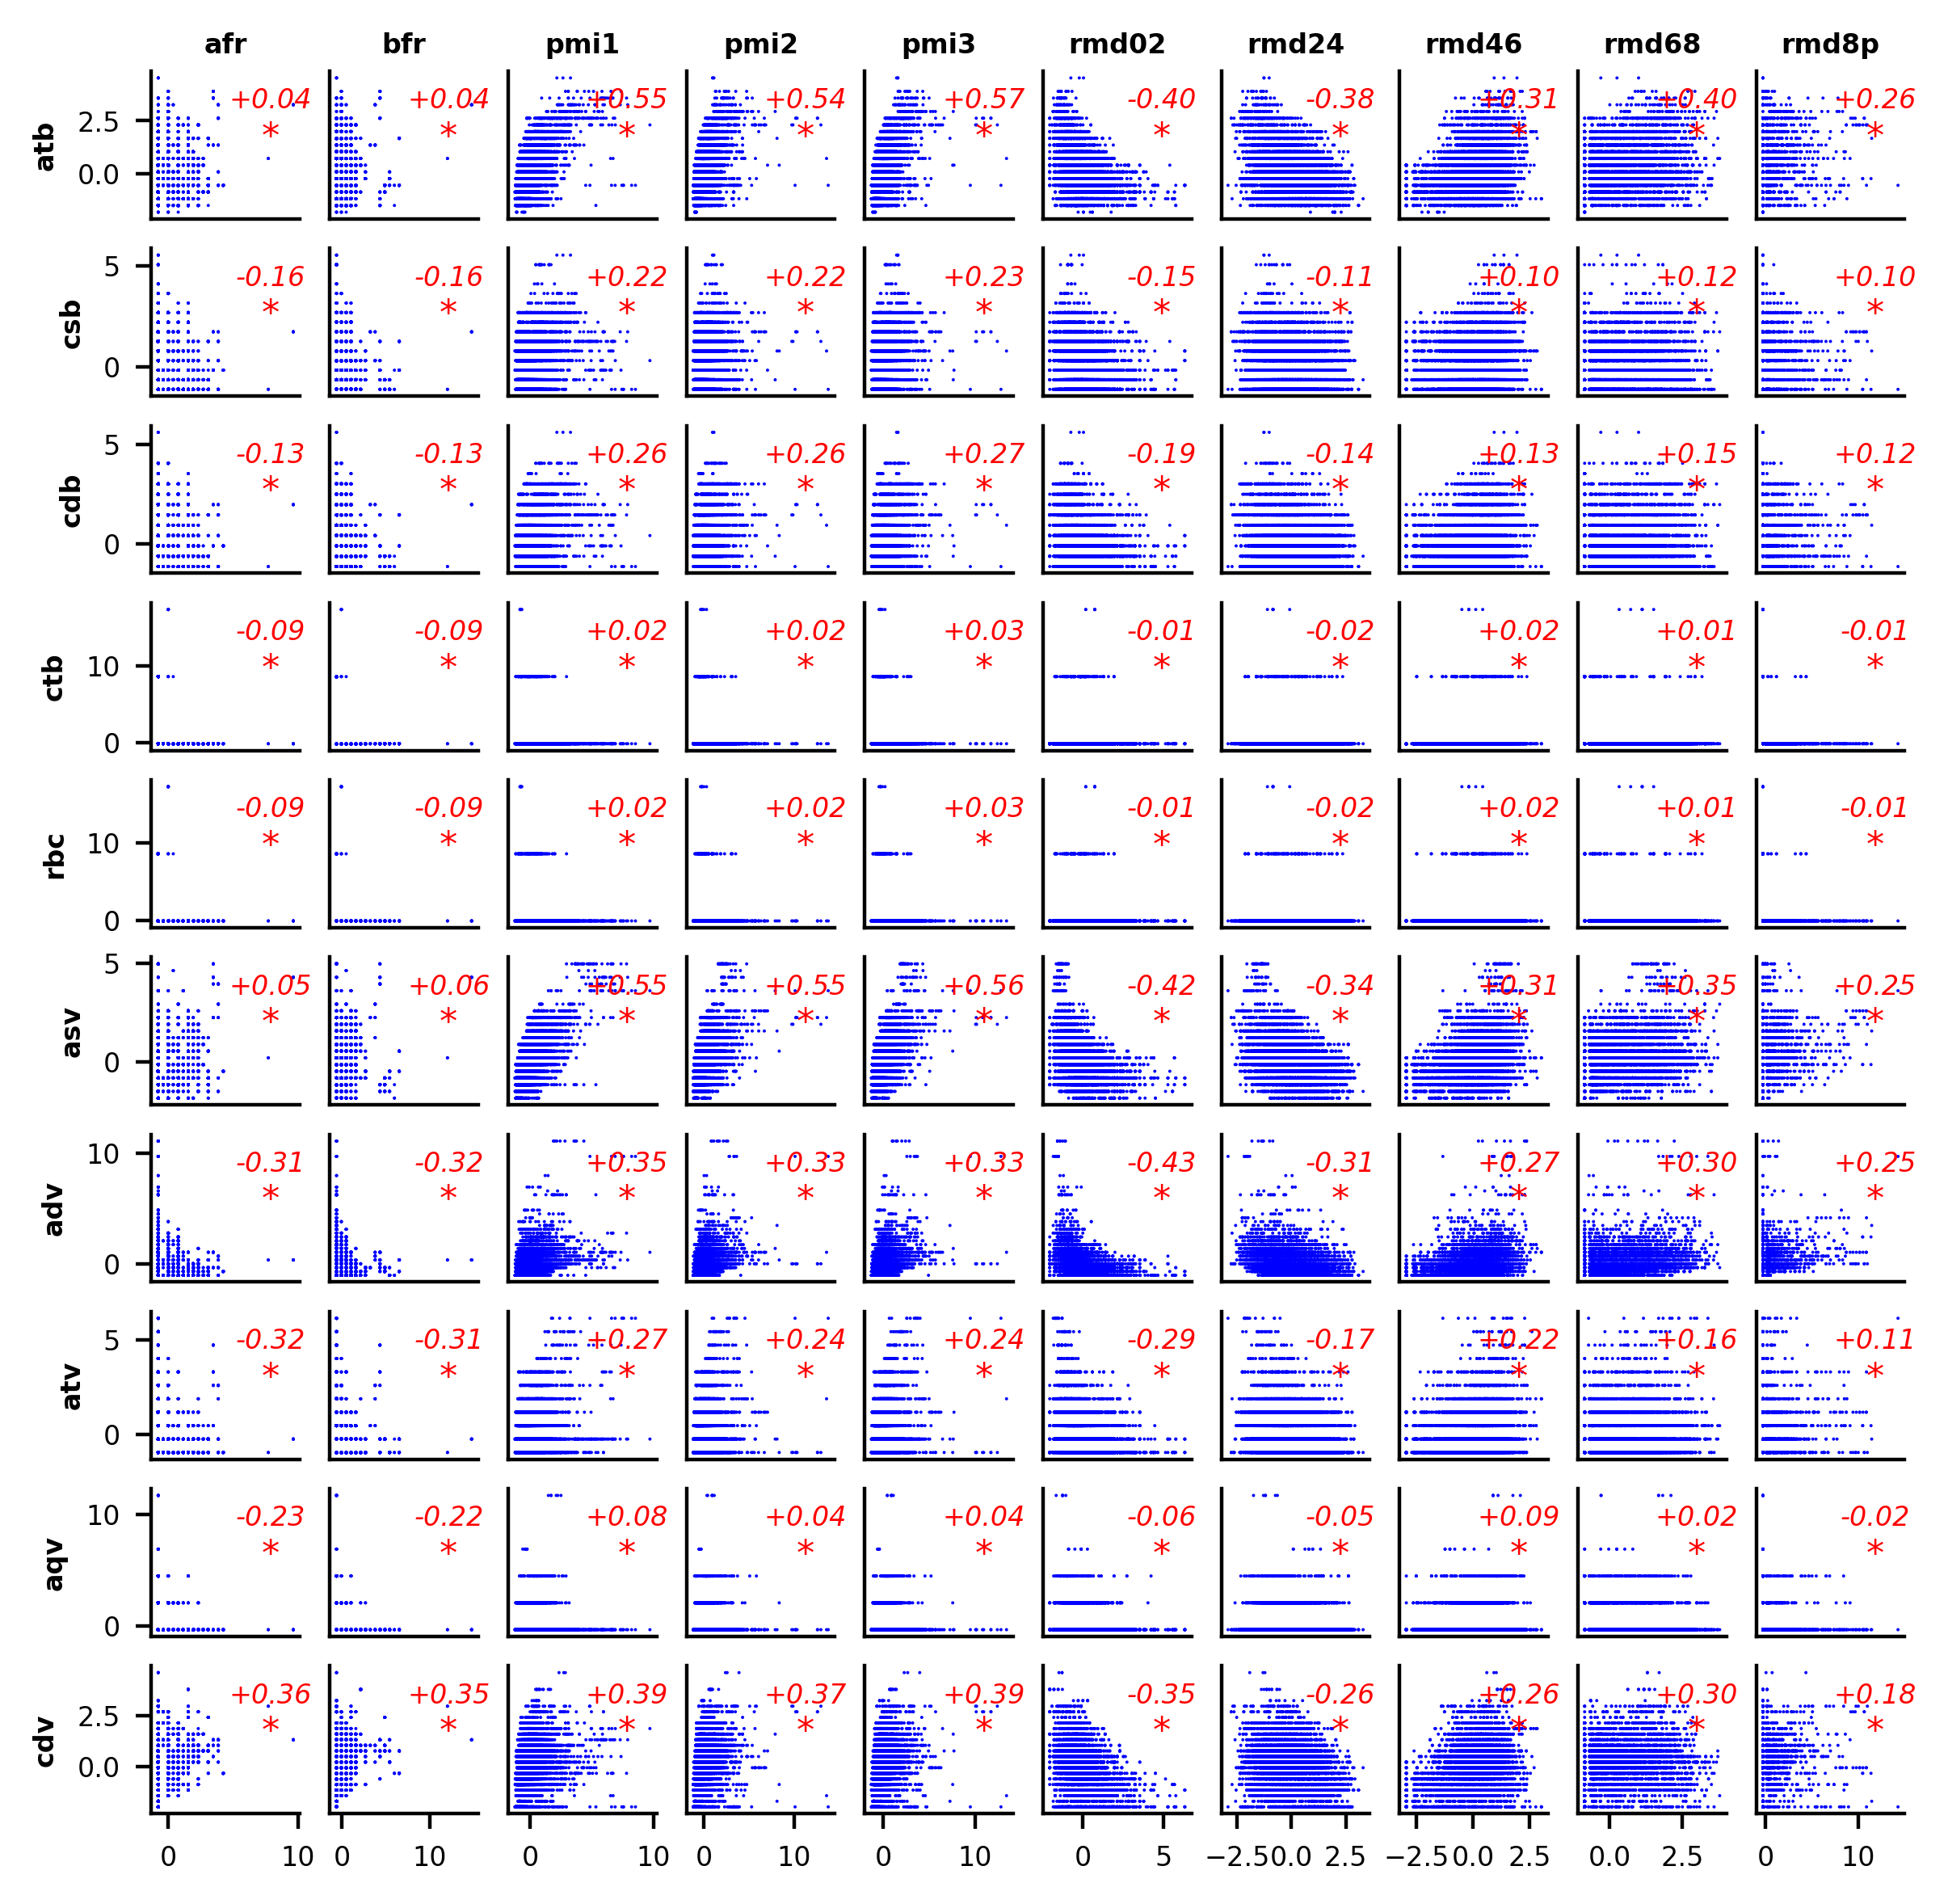 afr bfr pmi1 pmi2 pmi3 rmd02 rmd24 rmd46 rmd68 rmd8p
atb 2.5 0.0 +0.04 +0.04 +0.55 +0.54 +0.57 -0.40 -0.38 +0.31 +0.40 +0.26
* * * * * * * * * *
csb 5 0 -0.16 -0.16 +0.22 +0.22 +0.23 -0.15 -0.11 +0.10 +0.12 +0.10
* * * * * * * * * *
cdb 5 0 -0.13 -0.13 +0.26 +0.26 +0.27 -0.19 -0.14 +0.13 +0.15 +0.12
* * * * * * * * * *
ctb 10 0 -0.09 -0.09 +0.02 +0.02 +0.03 -0.01 -0.02 +0.02 +0.01 -0.01
* * * * * * * * * *
rbc 10 0 -0.09 -0.09 +0.02 +0.02 +0.03 -0.01 -0.02 +0.02 +0.01 -0.01
* * * * * * * * * *
asv 5 0 +0.05 +0.06 +0.55 +0.55 +0.56 -0.42 -0.34 +0.31 +0.35 +0.25
* * * * * * * * * *
adv 10 0 -0.31 -0.32 +0.35 +0.33 +0.33 -0.43 -0.31 +0.27 +0.30 +0.25
* * * * * * * * * *
atv 5 0 -0.32 -0.31 +0.27 +0.24 +0.24 -0.29 -0.17 +0.22 +0.16 +0.11
* * * * * * * * * *
aqv 10 0 -0.23 -0.22 +0.08 +0.04 +0.04 -0.06 -0.05 +0.09 +0.02 -0.02
* * * * * * * * * *
cdv 2.5 0.0 +0.36 +0.35 +0.39 +0.37 +0.39 -0.35 -0.26 +0.26 +0.30 +0.18
* * * * * * * * * *
0 10 0 10 0 10 0 10 0 10 0 5 −2.5 0.0 2.5 −2.5 0.0 2.5 0.0 2.5 0 10